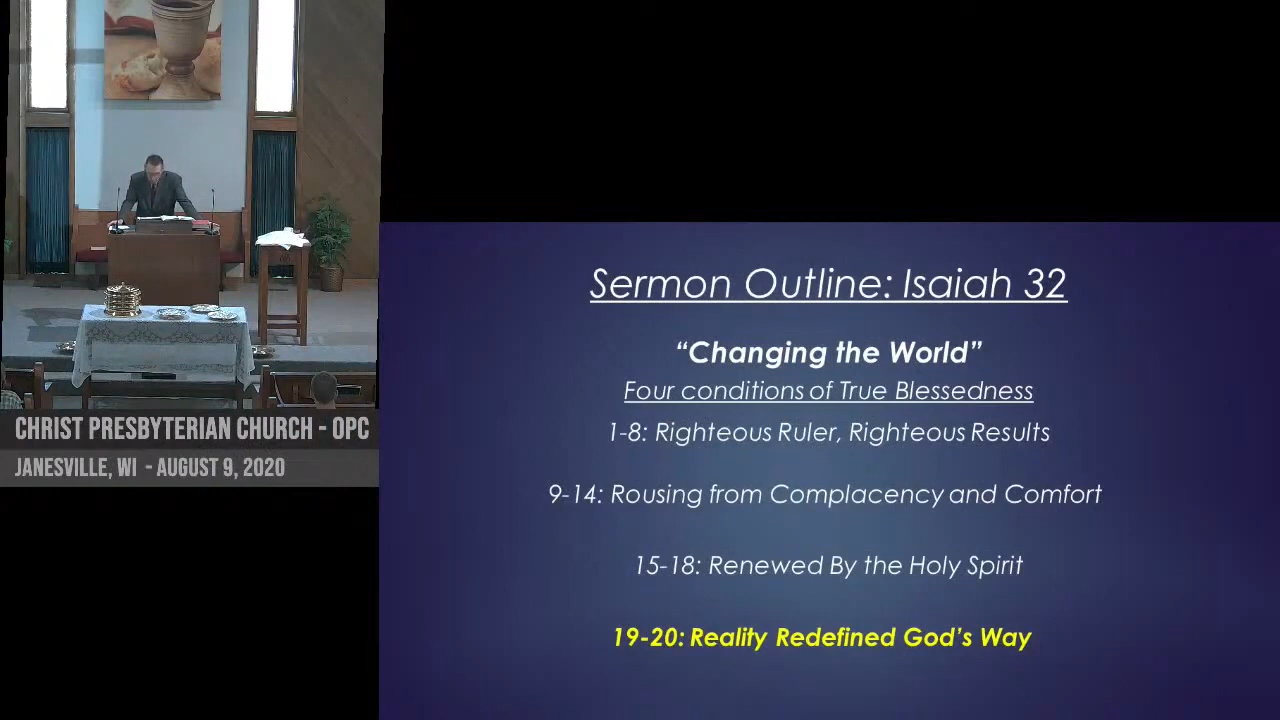 CHRIST PRESBYTERIAN CHURCH - OPC
JANESVILLE, WI - AUGUST 9, 2020
Sermon Outline: Isaiah 32
“Changing the World”
Four conditions of True Blessedness
1-8: Righteous Ruler, Righteous Results
9-14: Rousing from Complacency and Comfort
15-18: Renewed By the Holy Spirit
19-20: Reality Redefined God’s Way